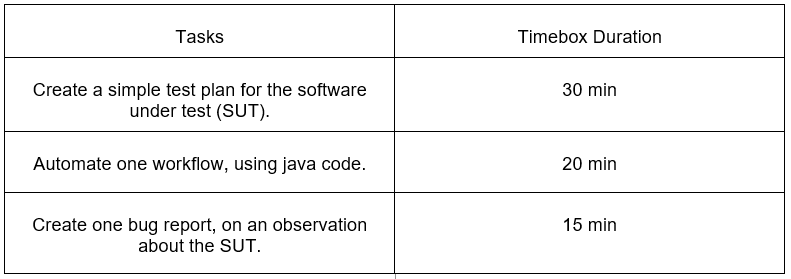 Tasks
Timebox Duration
Create a simple test plan for the software
under test (SUT).
30 min
Automate one workflow, using java code.
20 min
Create one bug report, on an observation
about the SUT.
15 min